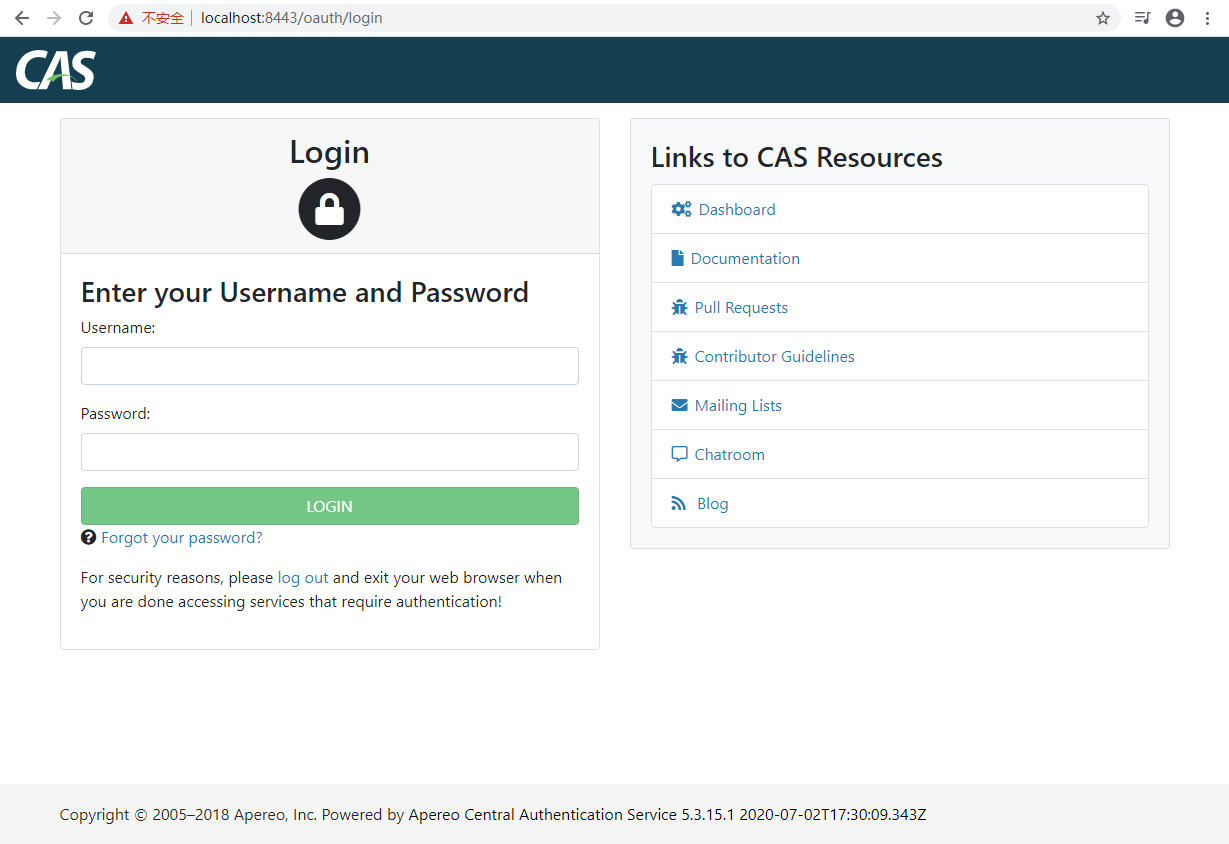 不安全
localhost:8443/oauth/login
CAS
Login
Enter your Username and Password
Username:
Password:
LOGIN
Forgot your password?
For security reasons, please log out and exit your web browser when
you are done accessing services that require authentication!
Links to CAS Resources
Dashboard
Documentation
Pull Requests
Contributor Guidelines
Mailing Lists
Chatroom
Blog
Copyright © 2005–2018 Apereo, Inc. Powered by Apereo Central Authentication Service 5.3.15.1 2020-07-02T17:30:09.343Z